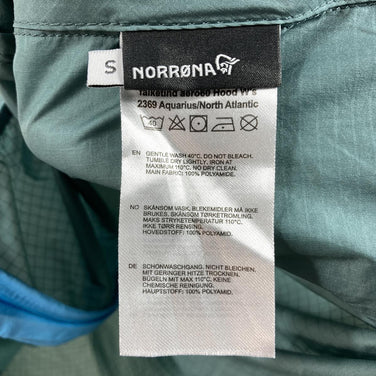 S
NORRØNA
Falketind aero60 Hood W's
2369 Aquarius/North Atlantic
40
EN GENTLE WASH 40°C. DO NOT BLEACH.
TUMBLE DRY LIGHTLY. IRON AT
MAXIMUM 110°C. NO DRY CLEAN.
MAIN FABRIC: 100% POLYAMIDE.
NO SKÅNSOM VASK, BLEKEMIDLER MÅ IKKE
BRUKES. SKÅNSOM TØRKETROMLING.
MAKS STRYKETEMPERATUR 110°C.
IKKE TØRR RENSING.
HOVEDSTOFF: 100% POLYAMID.
DE SCHONWASCHGANG. NICHT BLEICHEN.
MIT GERINGER HITZE TROCKNEN.
BÜGELN MIT MAX 110°C. KEINE
CHEMISCHE REINIGUNG.
HAUPTSTOFF: 100% POLYAMID.